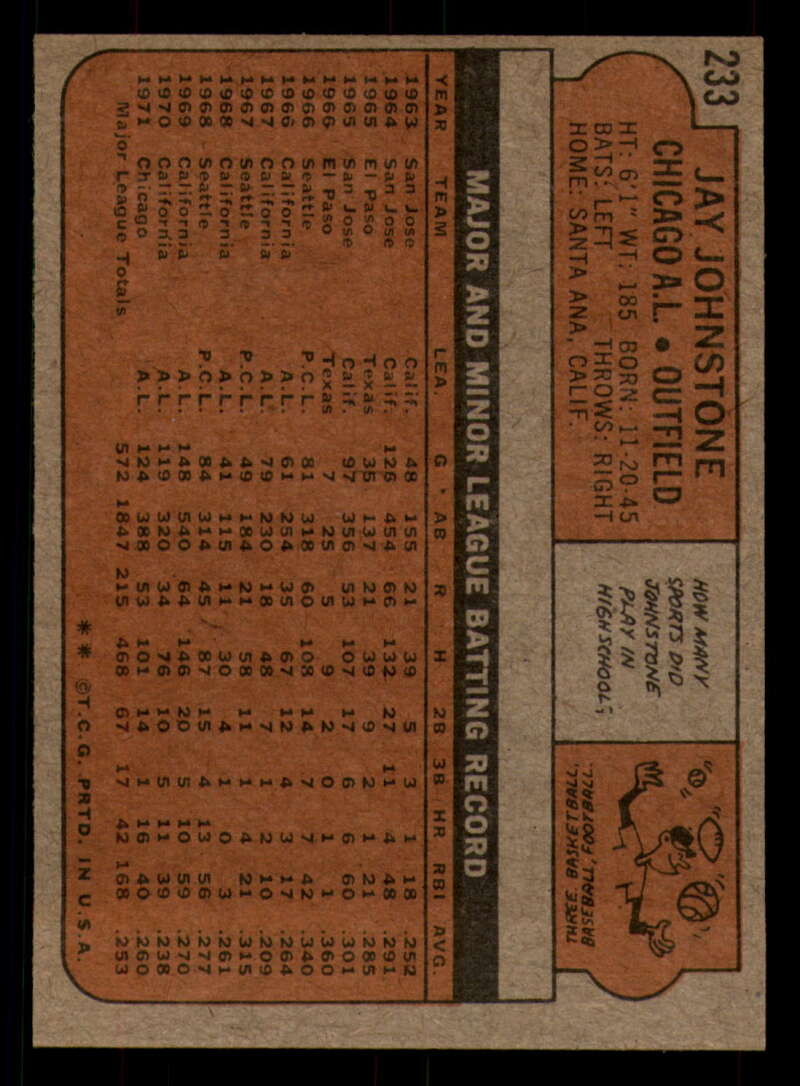 233
JAY JOHNSTONE
CHICAGO A.L. • OUTFIELD
HT: 6'1" WT: 185 BORN: 11-20-45
BATS: LEFT THROWS: RIGHT
HOME: SANTA ANA, CALIF.
HOW MANY
SPORTS DID
JOHNSTONE
PLAY IN
HIGH SCHOOL?
THREE. BASKETBALL,
BASEBALL, FOOTBALL.
MAJOR AND MINOR LEAGUE BATTING RECORD
YEAR TEAM LEA. G AB R H 2B 3B HR RBI AVG.
1963 San Jose Calif. 48 155 21 39 5 3 1 18 .252
1964 San Jose Calif. 126 454 66 132 27 11 4 48 .291
1965 El Paso Texas 35 137 21 39 9 2 1 21 .285
1965 San Jose Calif. 97 356 53 107 17 6 6 60 .301
1966 El Paso Texas 7 25 5 9 2 0 1 1 .360
1966 Seattle P.C.L. 81 318 60 108 14 7 7 42 .340
1966 California A.L. 61 254 35 67 12 4 3 17 .264
1967 California A.L. 79 230 18 48 7 1 2 10 .209
1967 Seattle P.C.L. 49 184 21 58 11 1 4 21 .315
1968 California A.L. 41 115 11 30 4 1 0 3 .261
1968 Seattle P.C.L. 84 314 45 87 15 4 13 56 .277
1969 California A.L. 148 540 64 146 20 5 10 59 .270
1970 California A.L. 119 320 34 76 10 5 11 39 .238
1971 Chicago A.L. 124 388 53 101 14 1 16 40 .260
Major League Totals 572 1847 215 468 67 17 42 168 .253
** ©T.C.G. PRTD. IN U.S.A.